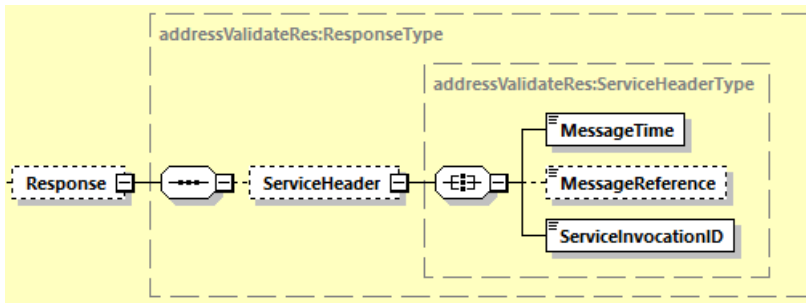 addressValidateRes:ResponseType
addressValidateRes:ServiceHeaderType
MessageTime
Response
ServiceHeader
MessageReference
ServiceInvocationID